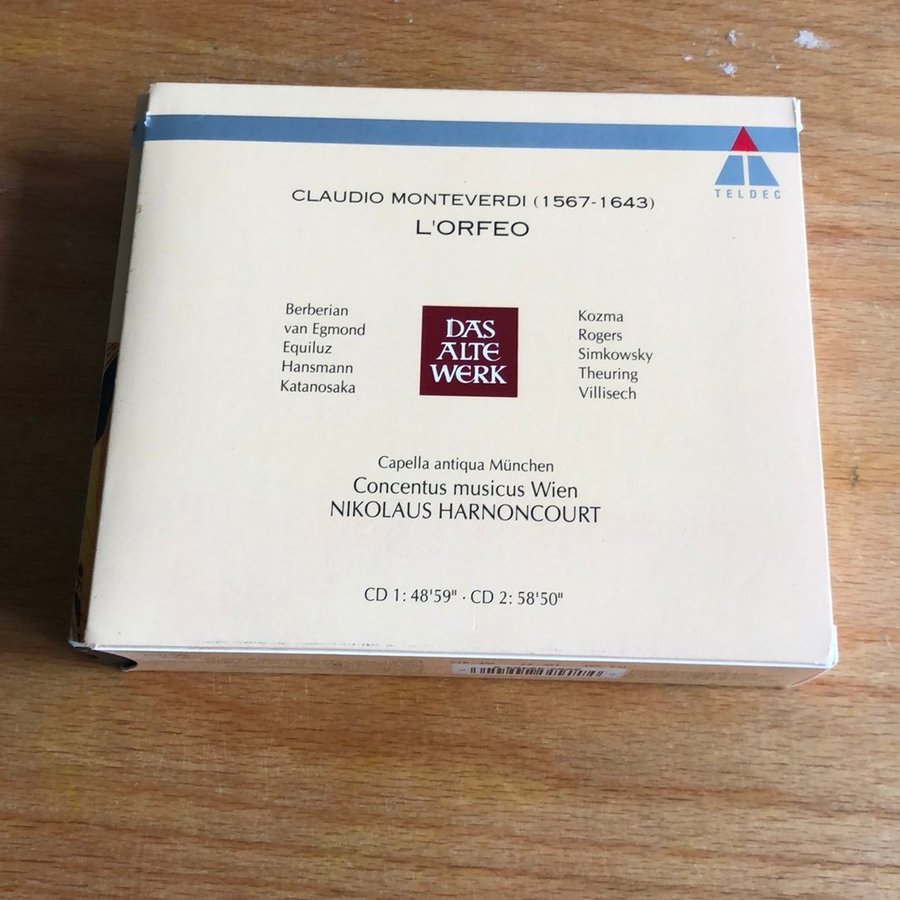 TELDEC
CLAUDIO MONTEVERDI (1567-1643)
L'ORFEO
Berberian
van Egmond
Equiluz
Hansmann
Katanosaka
DAS
ALTE
WERK
Kozma
Rogers
Simkowsky
Theuring
Villisech
Capella antiqua München
Concentus musicus Wien
NIKOLAUS HARNONCOURT
CD 1: 48'59" · CD 2: 58'50"